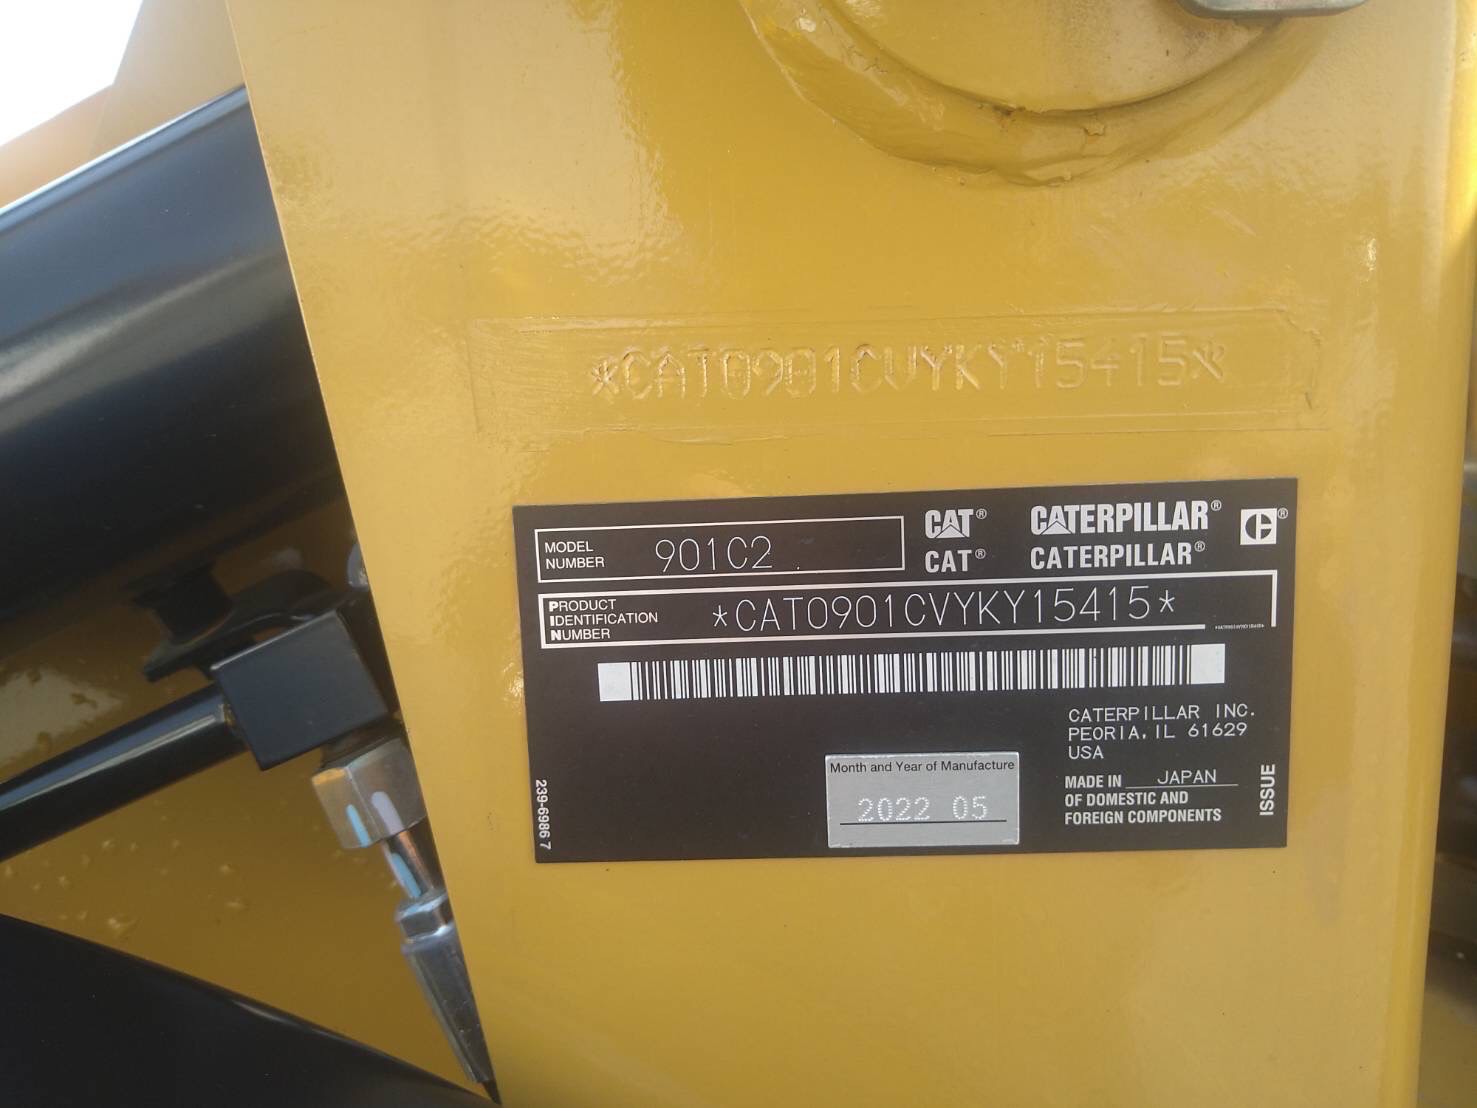 *CAT0901CVYKY15415*
MODEL NUMBER 901C2
CAT® CATERPILLAR®
CAT® CATERPILLAR®
PRODUCT IDENTIFICATION NUMBER *CAT0901CVYKY15415*
CATERPILLAR INC.
PEORIA, IL 61629
USA
Month and Year of Manufacture
2022 05
MADE IN JAPAN
OF DOMESTIC AND
FOREIGN COMPONENTS
ISSUE
239-6986 7